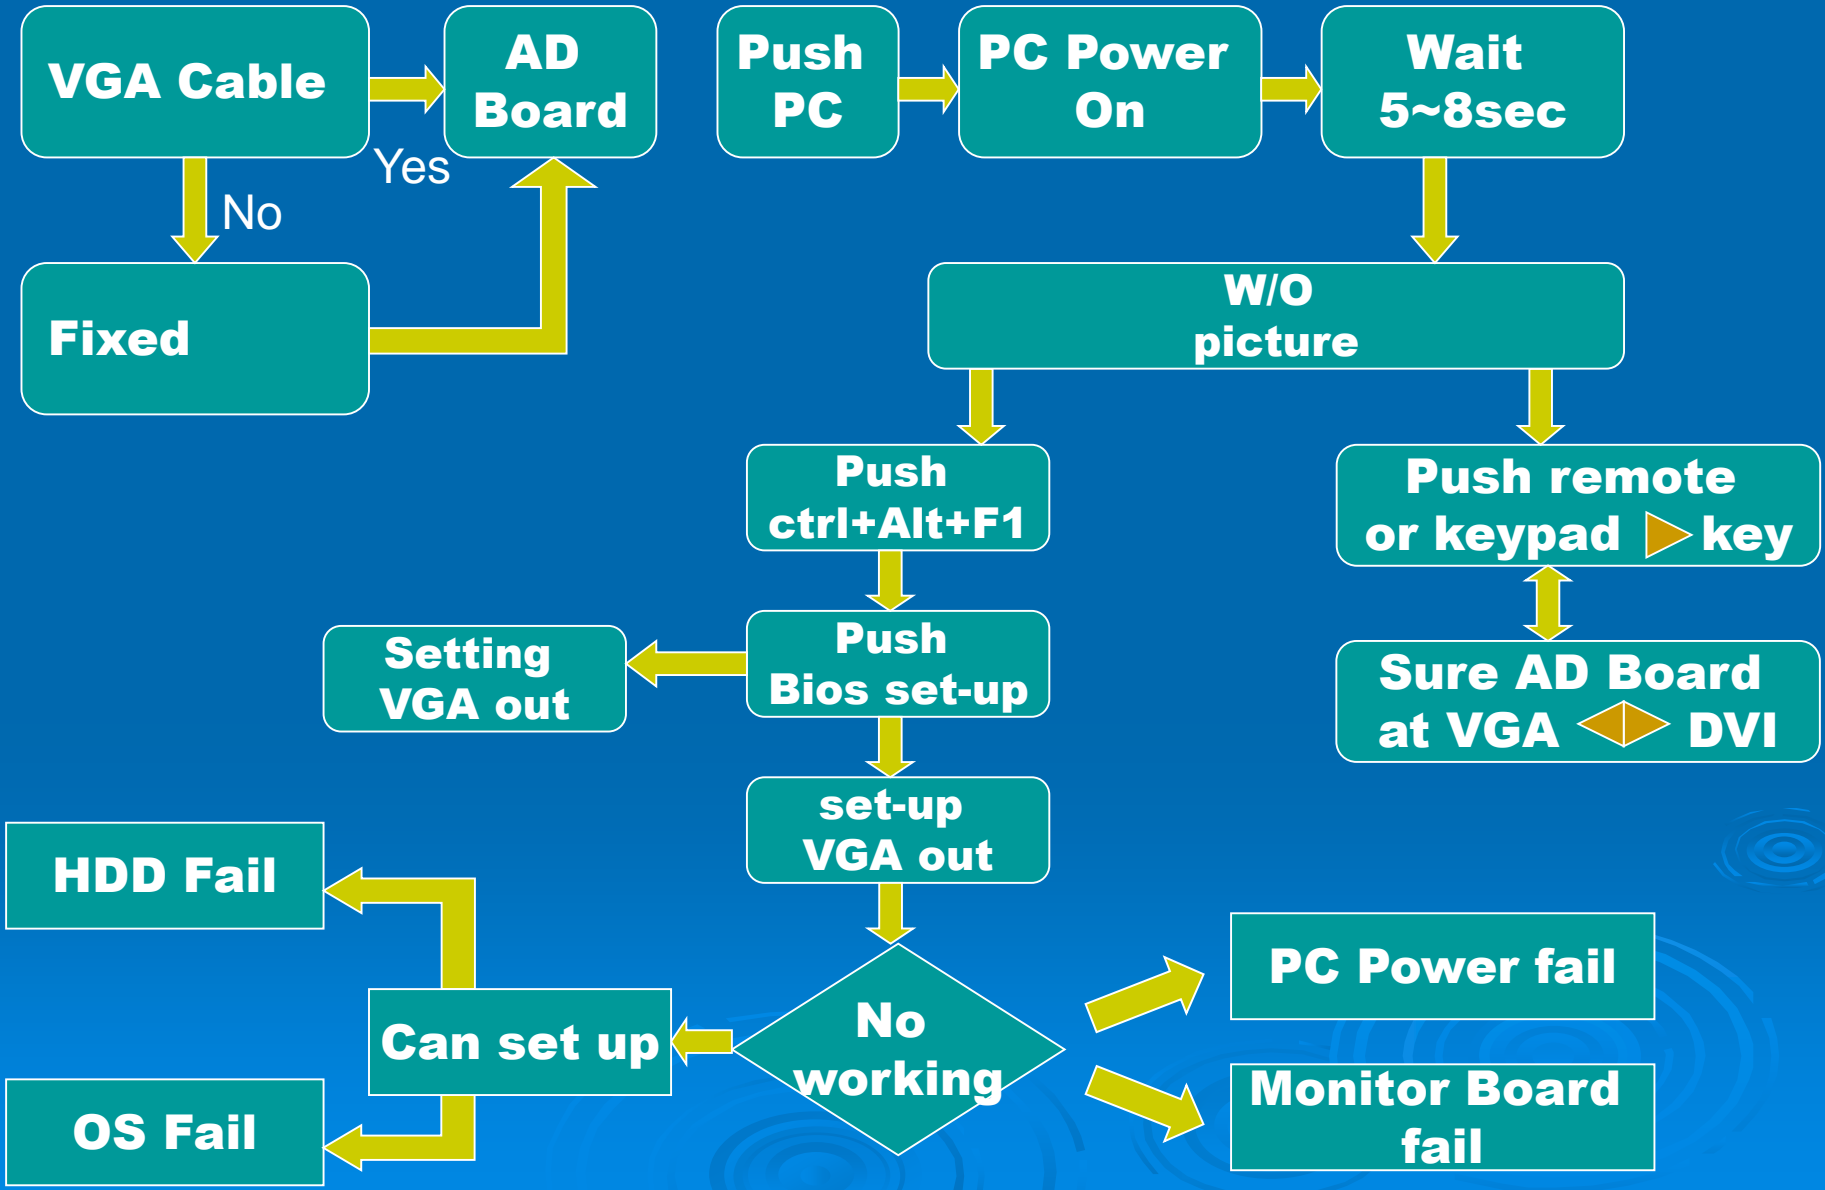 VGA Cable
AD
Board
Push
PC
PC Power
On
Wait
5~8sec
Yes
No
Fixed
W/O
picture
Push
ctrl+Alt+F1
Push remote
or keypad key
Push
Bios set-up
Setting
VGA out
Sure AD Board
at VGA DVI
set-up
VGA out
HDD Fail
PC Power fail
No
working
Can set up
OS Fail
Monitor Board
fail